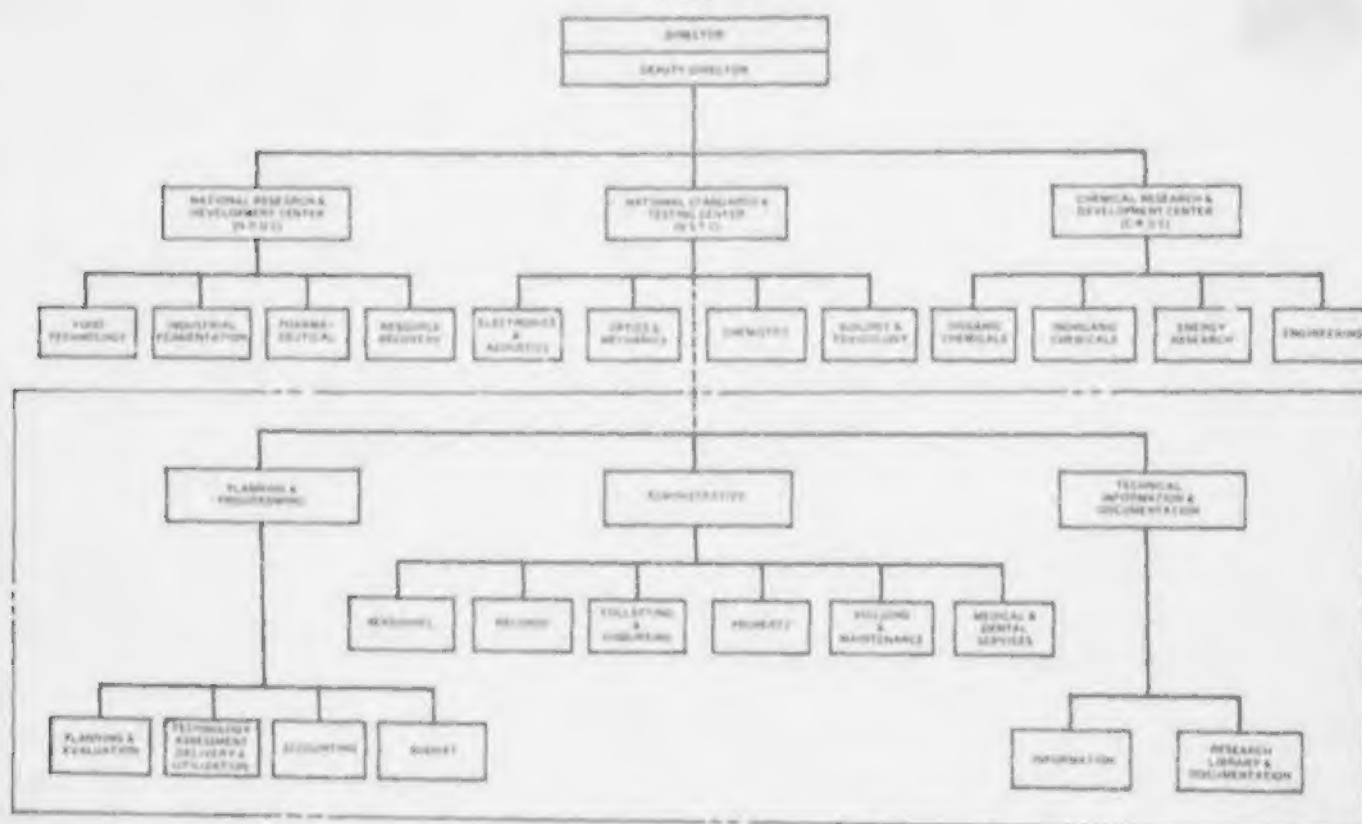 DIRECTOR
DEPUTY DIRECTOR
NATIONAL RESEARCH &
DEVELOPMENT CENTER
NATIONAL STANDARDS &
TESTING CENTER
CHEMICAL RESEARCH &
DEVELOPMENT CENTER
FOOD
TECHNOLOGY
INDUSTRIAL
FERMENTATION
PHARMA-
CEUTICAL
RESOURCE
RECOVERY
ELECTRONICS
&
ACOUSTICS
OPTICS &
MECHANICS
CHEMISTRY
BIOLOGY &
TOXICOLOGY
ORGANIC
CHEMICALS
INORGANIC
CHEMICALS
ENERGY
RESEARCH
ENGINEERING
PLANNING &
PROGRAMMING
ADMINISTRATIVE
TECHNICAL
INFORMATION &
DOCUMENTATION
PERSONNEL
RECORDS
COLLECTING
&
DISBURSING
PROPERTY
BUILDING
&
MAINTENANCE
MEDICAL &
DENTAL
SERVICES
PLANNING &
EVALUATION
TECHNOLOGY
ASSESSMENT
DELIVERY &
UTILIZATION
ACCOUNTING
BUDGET
INFORMATION
RESEARCH
LIBRARY &
DOCUMENTATION